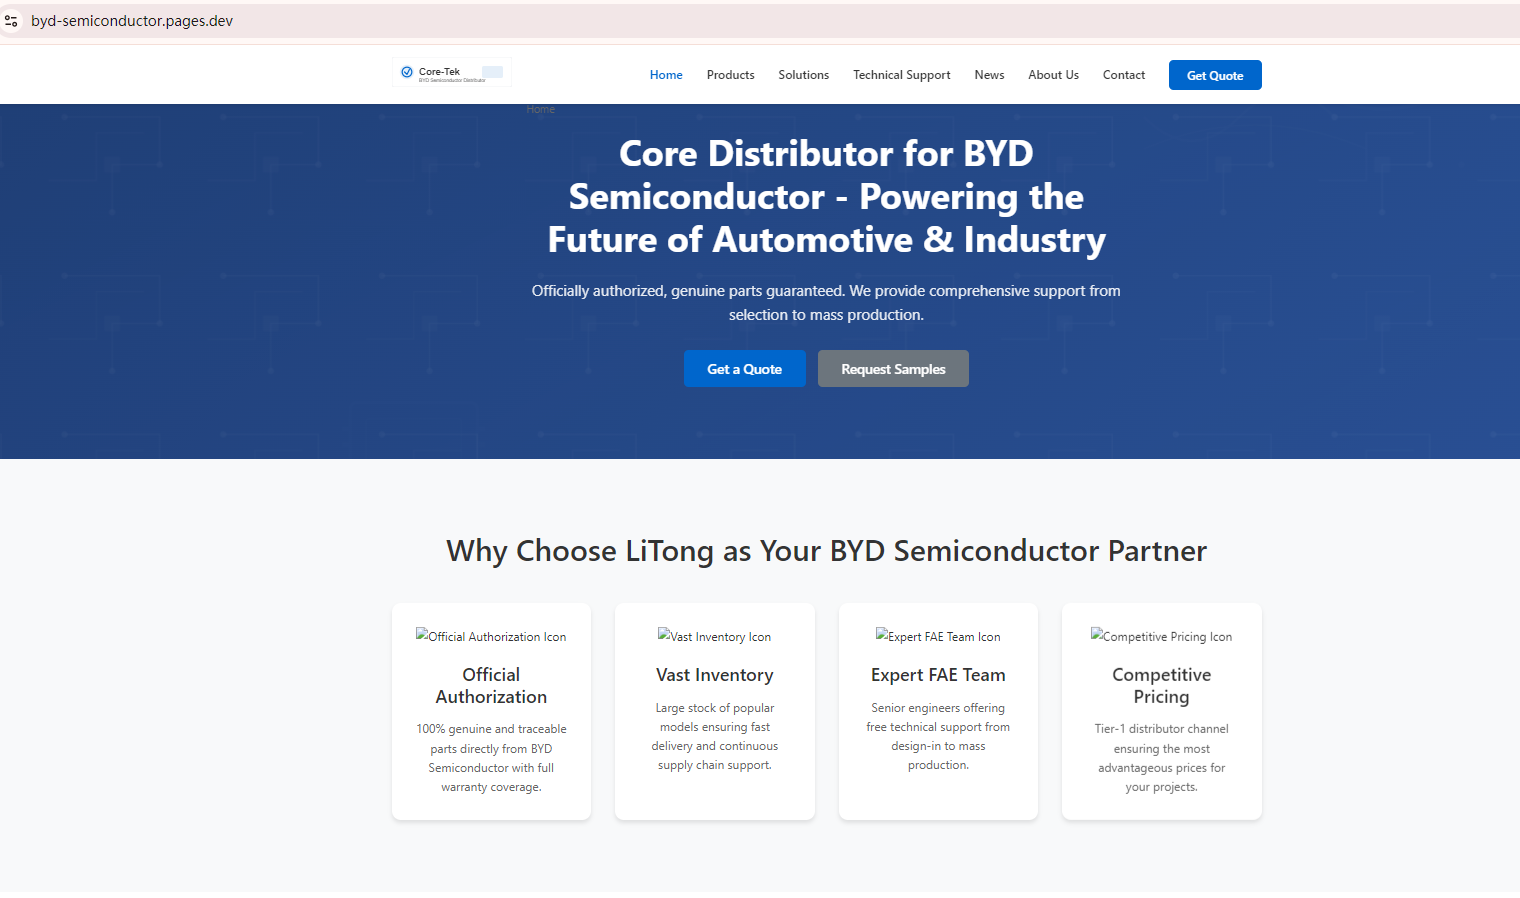 byd-semiconductor.pages.dev
Core-Tek
BYD Semiconductor Distributor
Home
Products
Solutions
Technical Support
News
About Us
Contact
Get Quote
Home
Core Distributor for BYD
Semiconductor - Powering the
Future of Automotive & Industry
Officially authorized, genuine parts guaranteed. We provide comprehensive support from
selection to mass production.
Get a Quote
Request Samples
Why Choose LiTong as Your BYD Semiconductor Partner
Official Authorization Icon
Official
Authorization
100% genuine and traceable
parts directly from BYD
Semiconductor with full
warranty coverage.
Vast Inventory Icon
Vast Inventory
Large stock of popular
models ensuring fast
delivery and continuous
supply chain support.
Expert FAE Team Icon
Expert FAE Team
Senior engineers offering
free technical support from
design-in to mass
production.
Competitive Pricing Icon
Competitive
Pricing
Tier-1 distributor channel
ensuring the most
advantageous prices for
your projects.